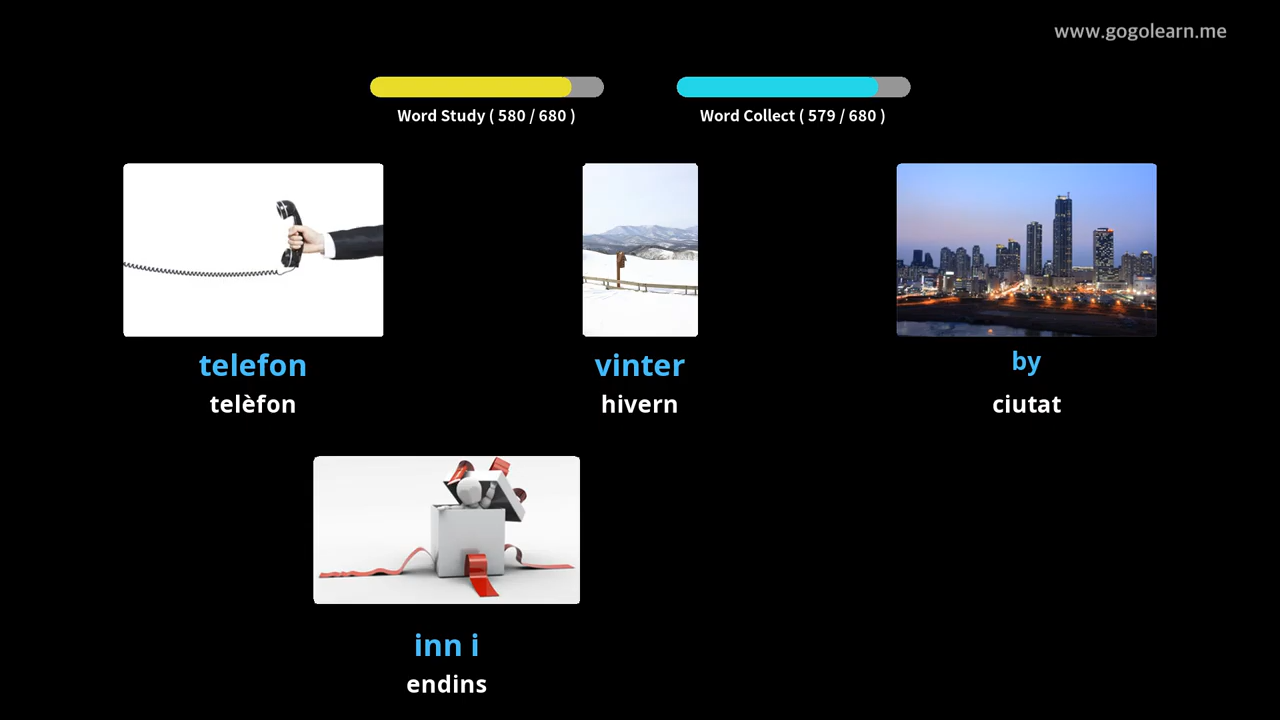 www.gogolearn.me
Word Study ( 580 / 680 )
Word Collect ( 579 / 680 )
telefon
telèfon
vinter
hivern
by
ciutat
inn i
endins